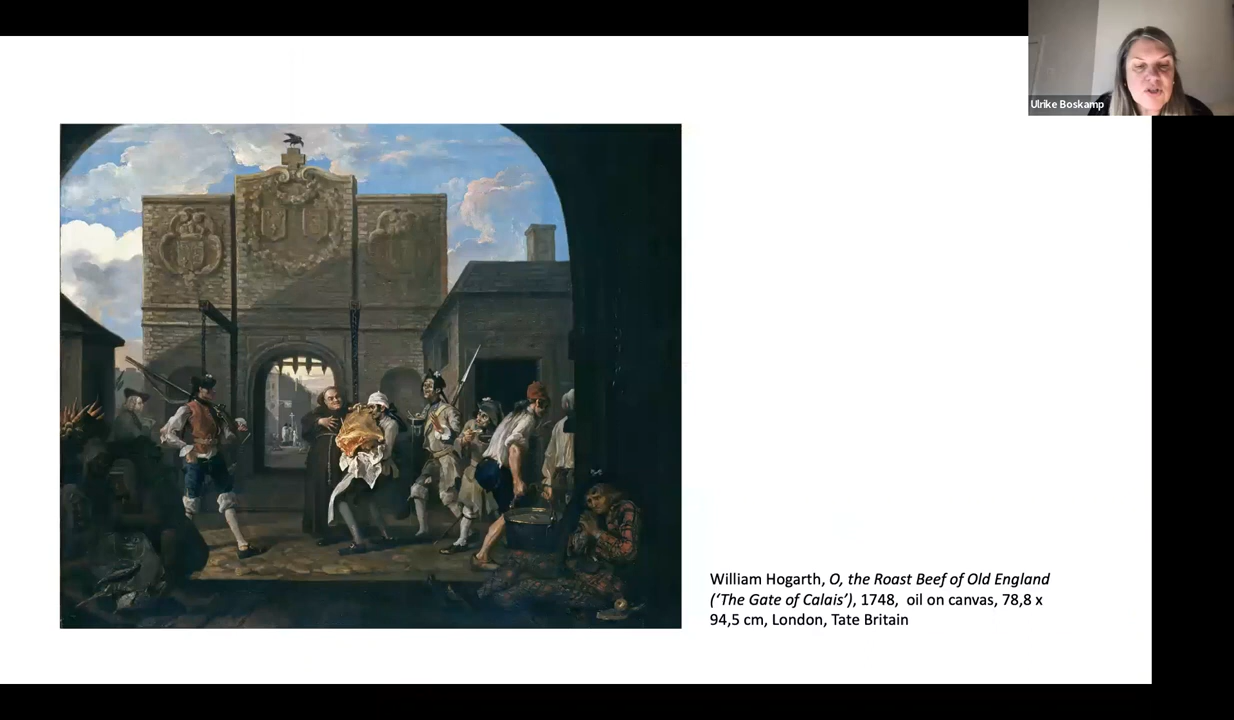 Ulrike Boskamp
William Hogarth, O, the Roast Beef of Old England
(‘The Gate of Calais’), 1748,  oil on canvas, 78,8 x
94,5 cm, London, Tate Britain